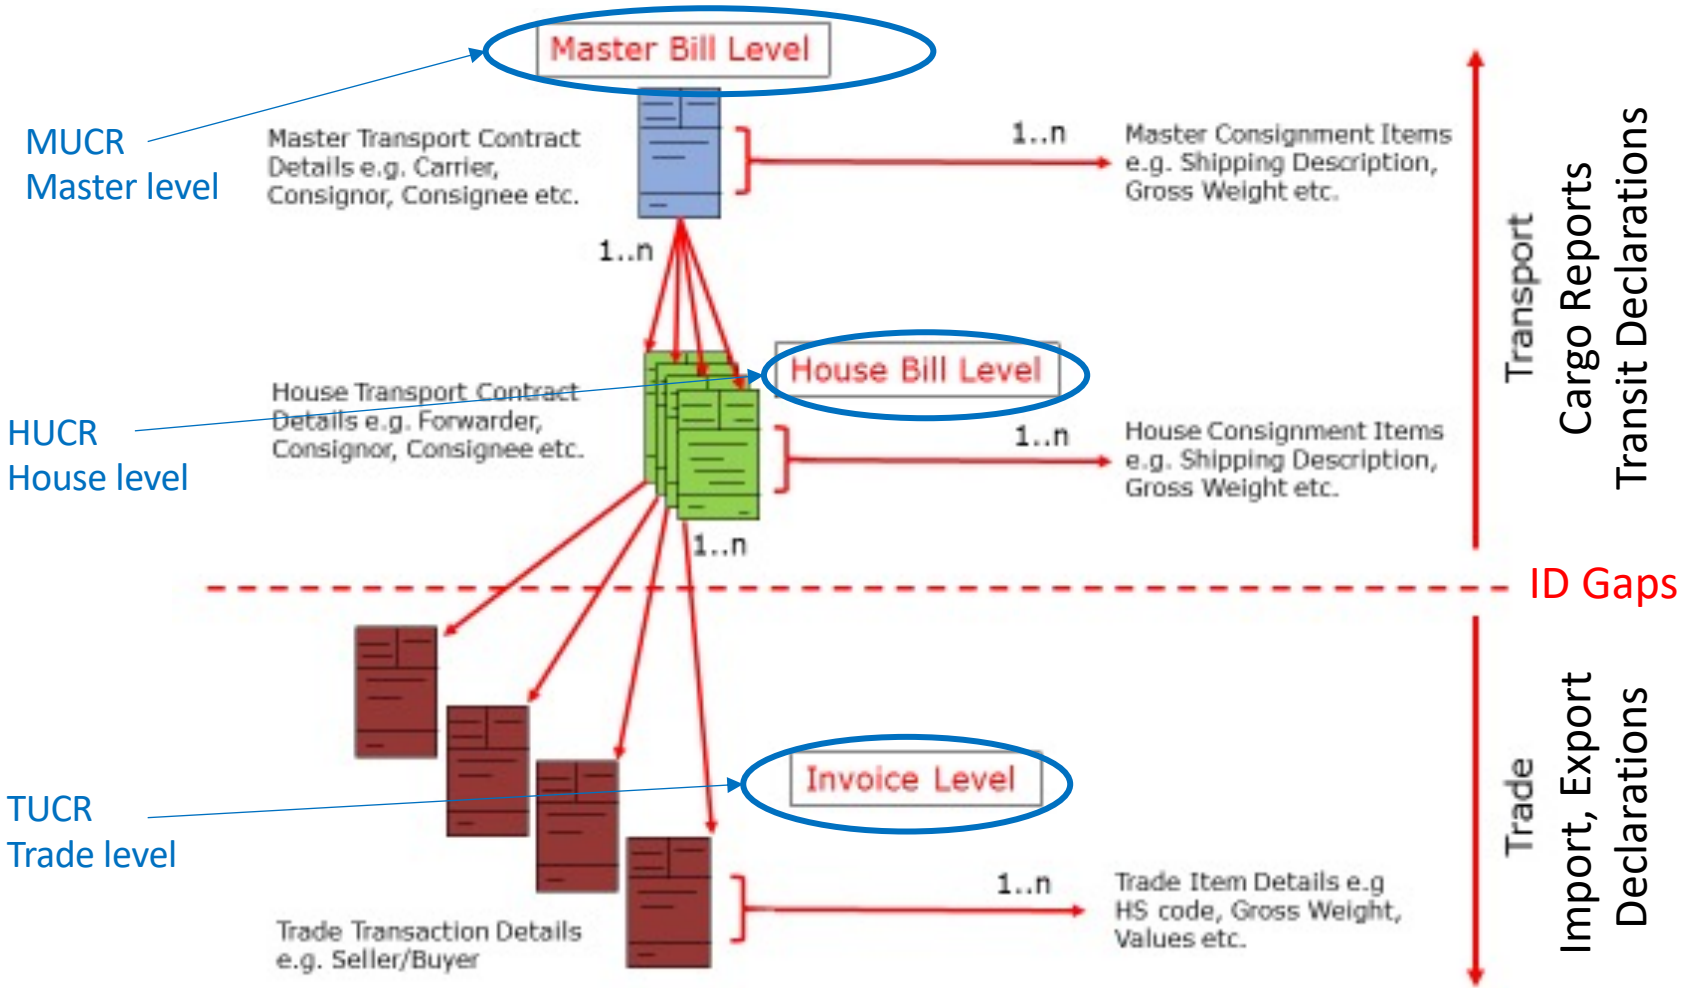 Master Bill Level
MUCR
Master level
Master Transport Contract
Details e.g. Carrier,
Consignor, Consignee etc.
1..n
Master Consignment Items
e.g. Shipping Description,
Gross Weight etc.
1..n
House Bill Level
HUCR
House level
House Transport Contract
Details e.g. Forwarder,
Consignor, Consignee etc.
1..n
House Consignment Items
e.g. Shipping Description,
Gross Weight etc.
1..n
Transport
Cargo Reports
Transit Declarations
ID Gaps
Invoice Level
TUCR
Trade level
Trade Transaction Details
e.g. Seller/Buyer
1..n
Trade Item Details e.g
HS code, Gross Weight,
Values etc.
Trade
Import, Export
Declarations